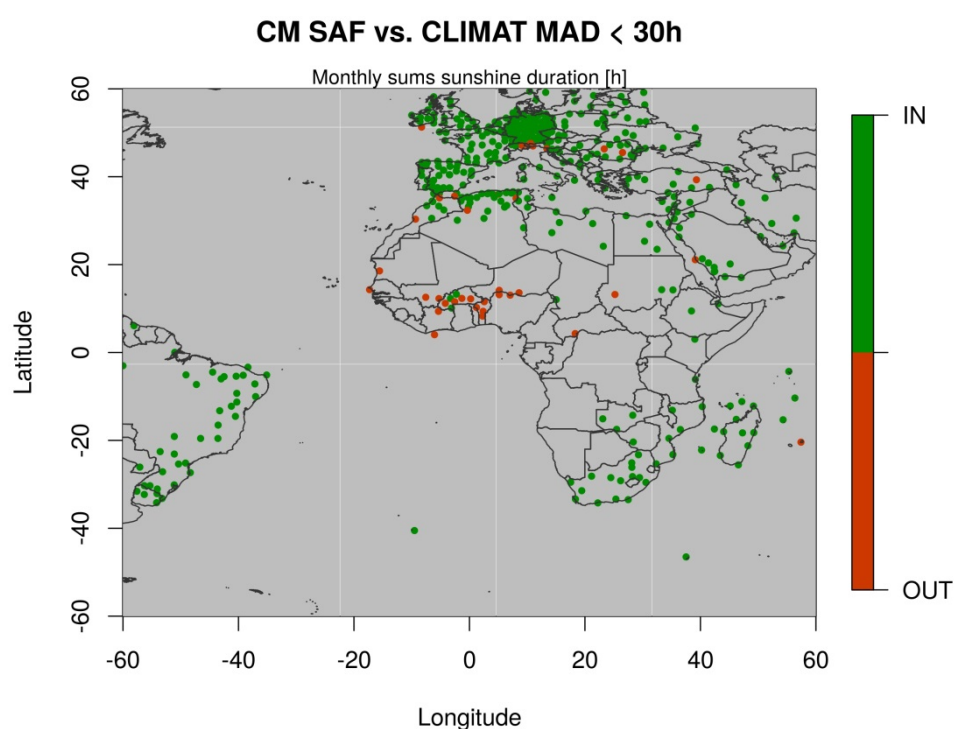 CM SAF vs. CLIMAT MAD < 30h
Monthly sums sunshine duration [h]
60
40
20
0
-20
-40
-60
Latitude
-60
-40
-20
0
20
40
60
Longitude
IN
OUT